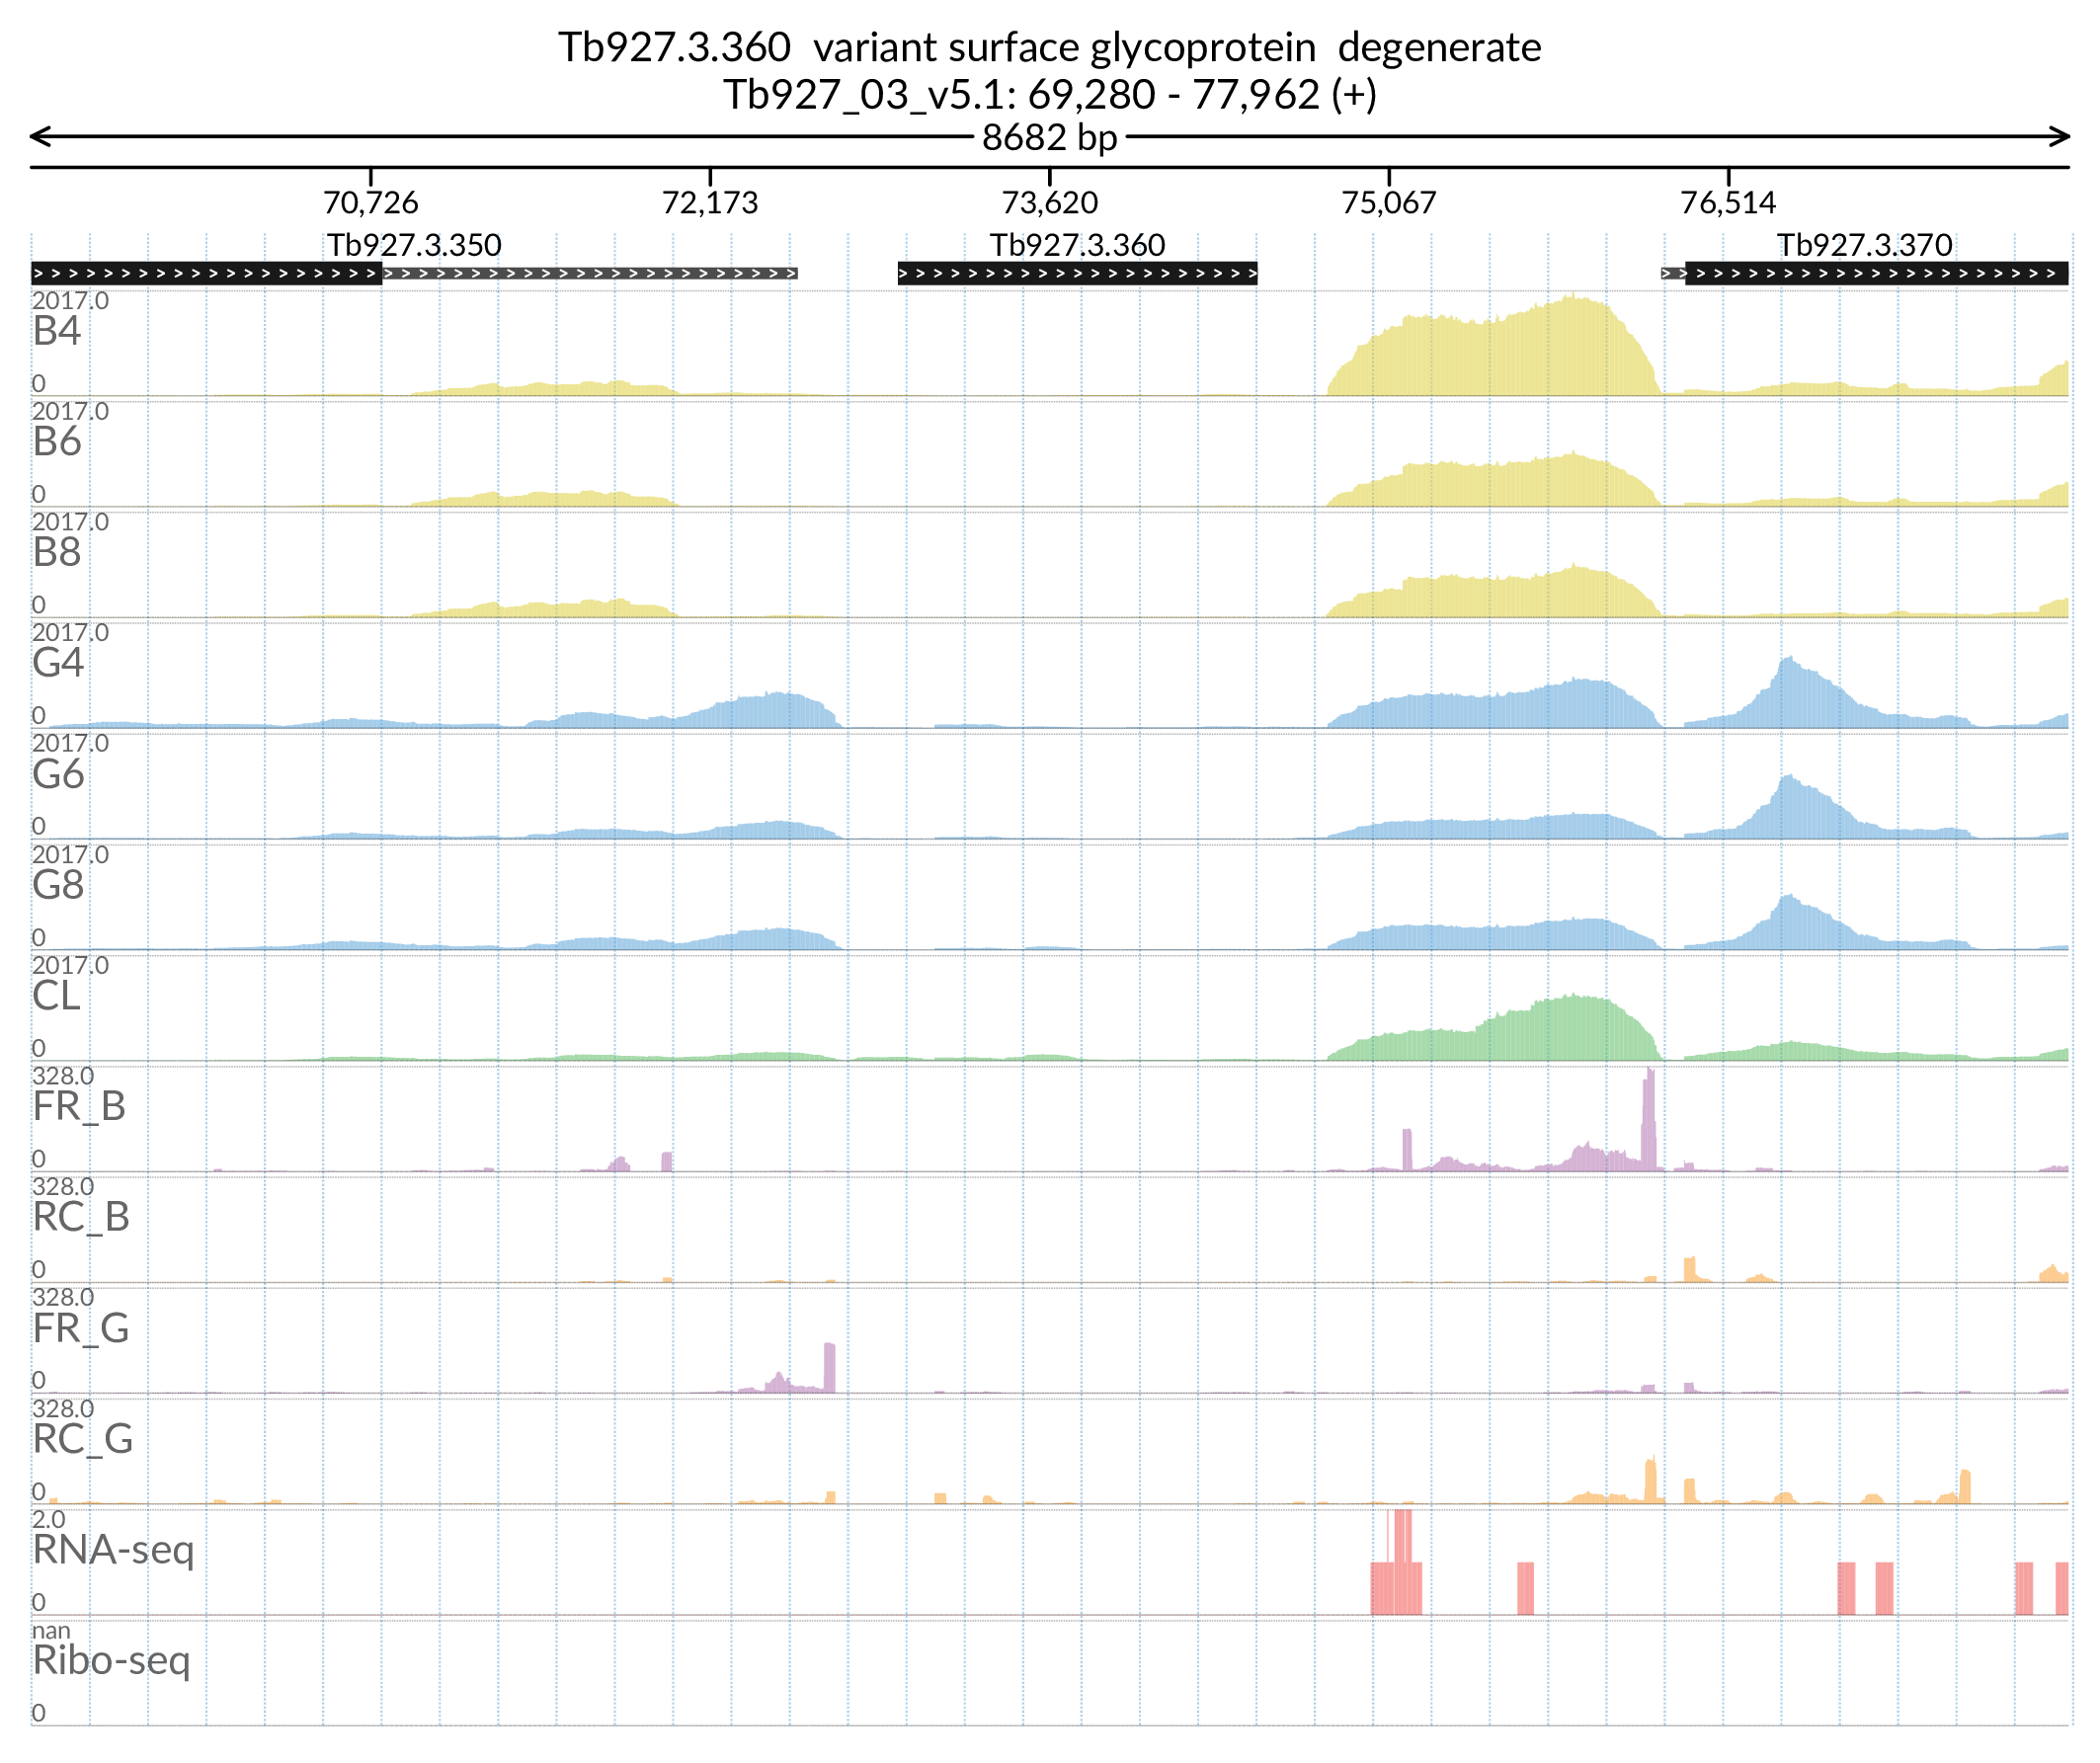 Tb927.3.360 variant surface glycoprotein degenerate
Tb927_03_v5.1: 69,280 - 77,962 (+)
8682 bp
70,726 72,173 73,620 75,067 76,514
Tb927.3.350 Tb927.3.360 Tb927.3.370
2017.0
B4
0
2017.0
B6
0
2017.0
B8
0
2017.0
G4
0
2017.0
G6
0
2017.0
G8
0
2017.0
CL
0
328.0
FR_B
0
328.0
RC_B
0
328.0
FR_G
0
328.0
RC_G
0
2.0
RNA-seq
0
nan
Ribo-seq
0